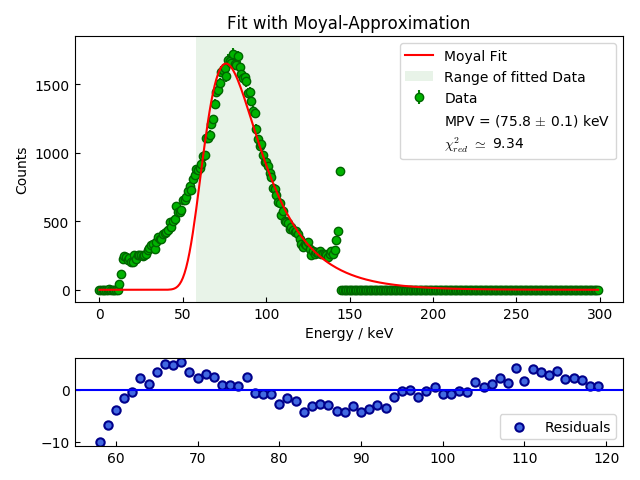 Fit with Moyal-Approximation
Counts
1500
1000
500
0
Moyal Fit
Range of fitted Data
Data
MPV = (75.8 ± 0.1) keV
χ²_red ≃ 9.34
0 50 100 150 200 250 300
Energy / keV
0
−10
Residuals
60 70 80 90 100 110 120